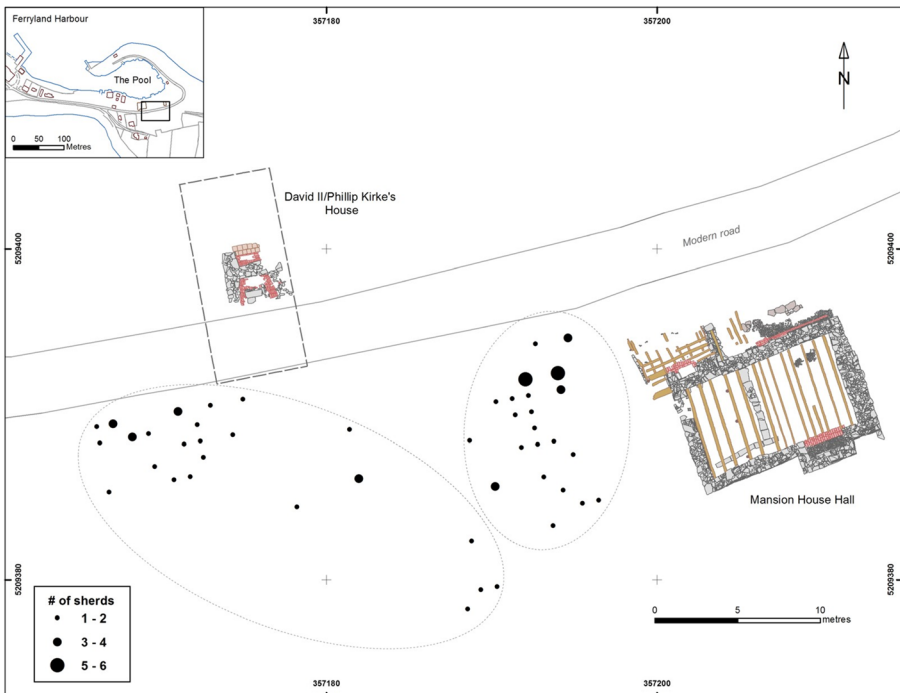 Ferryland Harbour
The Pool
0 50 100
Metres
357180
357200
N
David II/Phillip Kirke's
House
5209400
5209400
Modern road
Mansion House Hall
5209380
5209380
# of sherds
1 - 2
3 - 4
5 - 6
0 5 10
metres
357180
357200